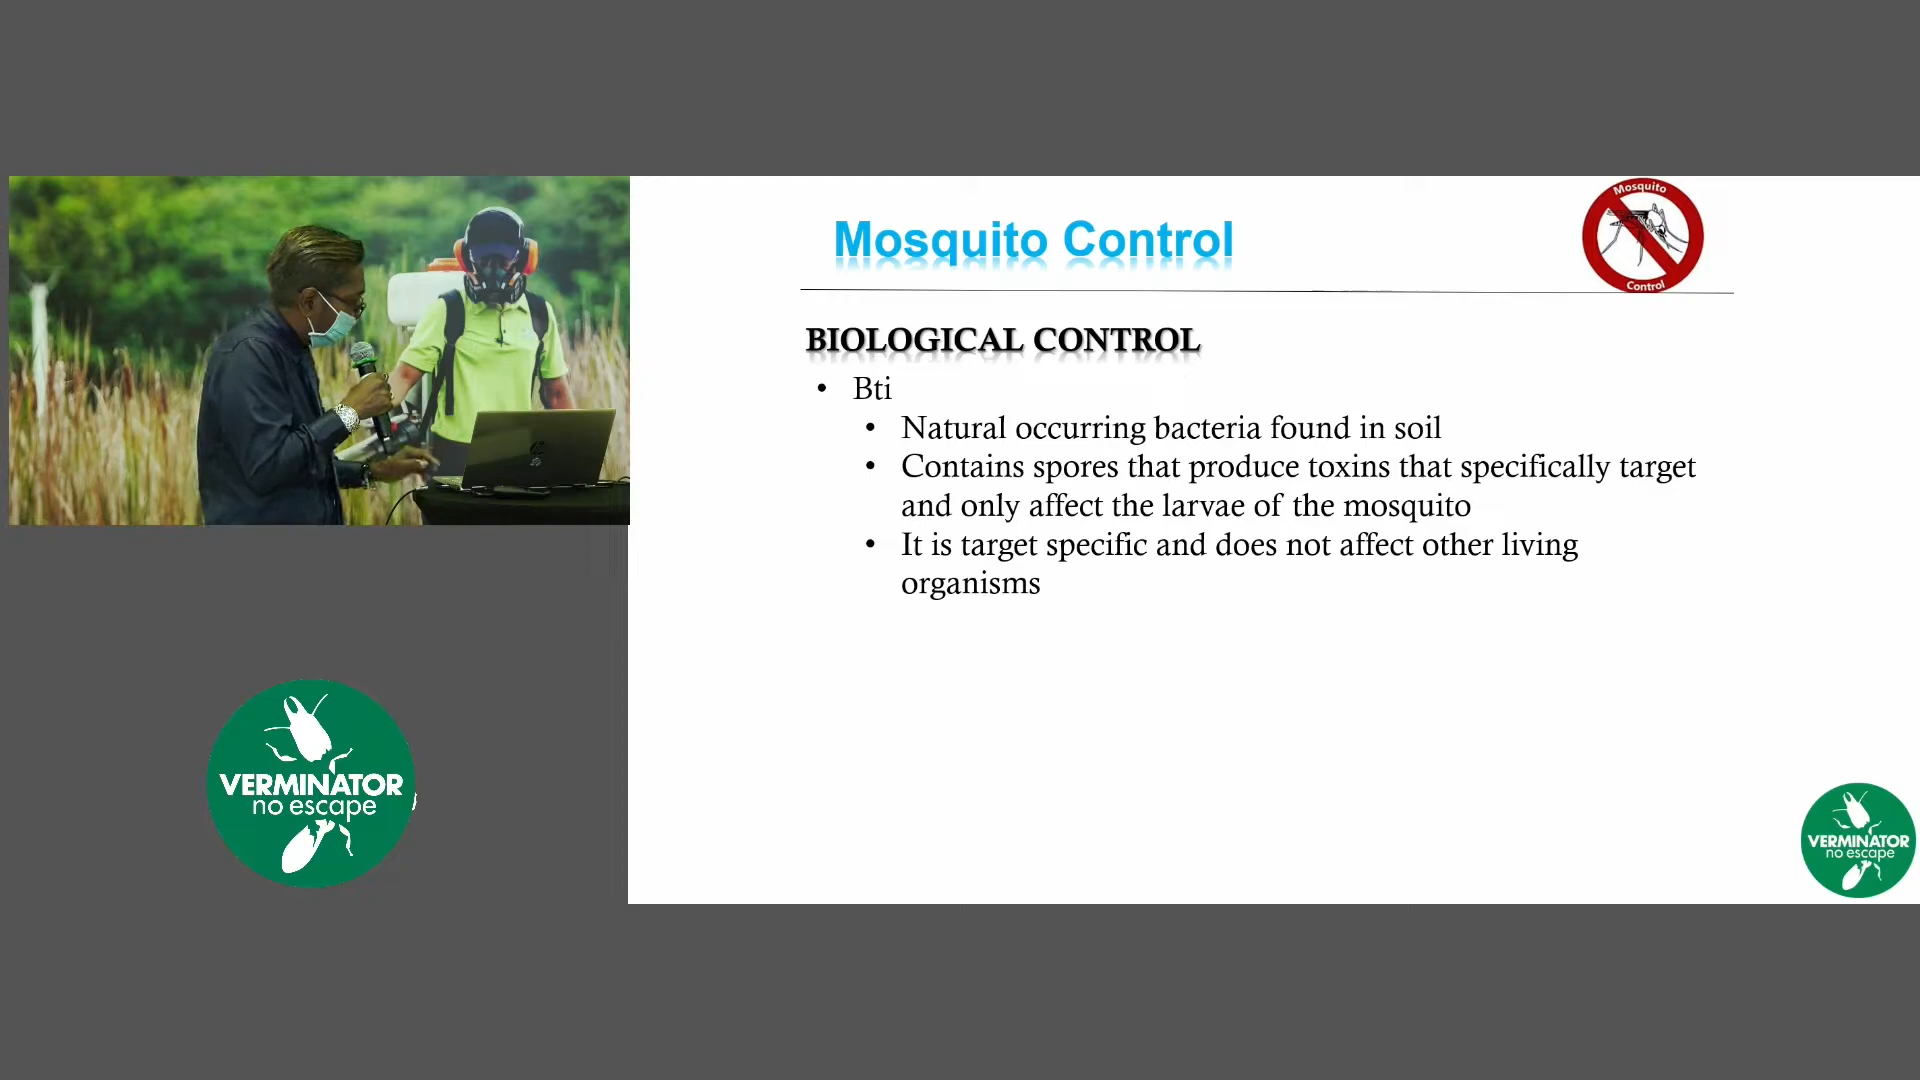 Mosquito Control
Mosquito
Control
BIOLOGICAL CONTROL
• Bti
• Natural occurring bacteria found in soil
• Contains spores that produce toxins that specifically target
and only affect the larvae of the mosquito
• It is target specific and does not affect other living
organisms
VERMINATOR
no escape
VERMINATOR
no escape